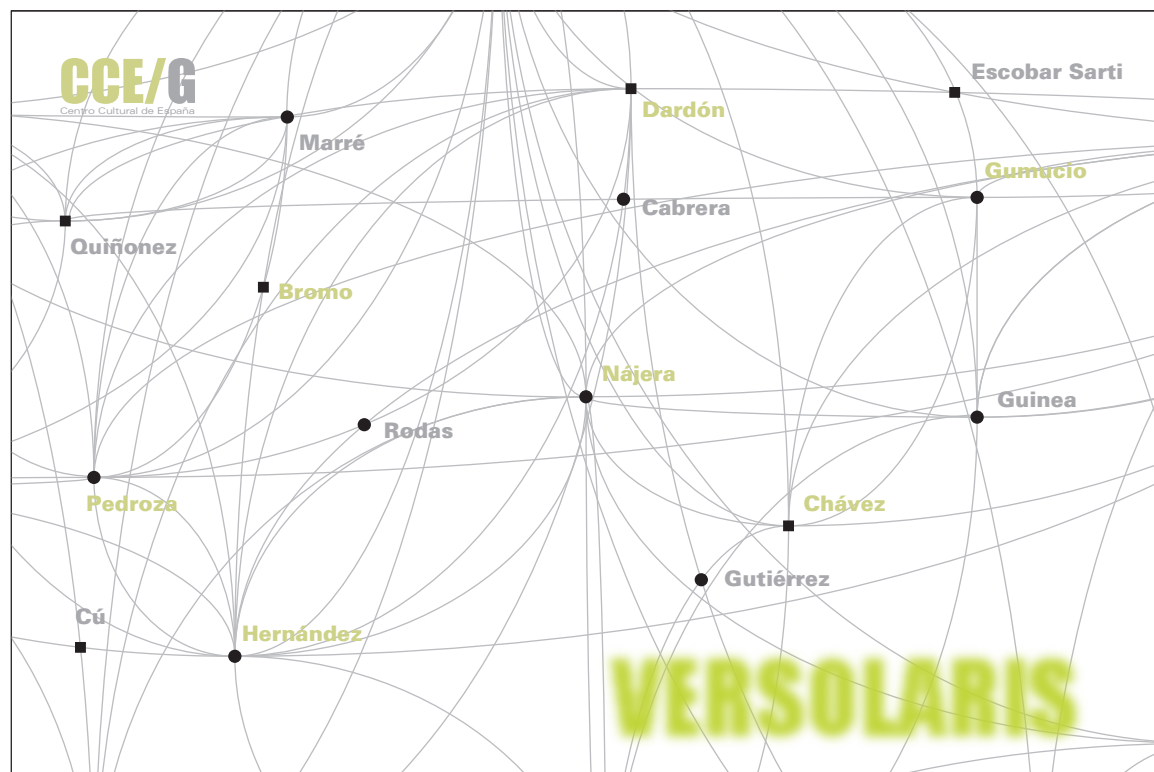 CCE/G
Centro Cultural de España
Escobar Sarti
Dardón
Marré
Gumucio
Cabrera
Quiñonez
Bromo
Nájera
Guinea
Rodas
Pedroza
Chávez
Gutiérrez
Cú
Hernández
VERSOLARIS